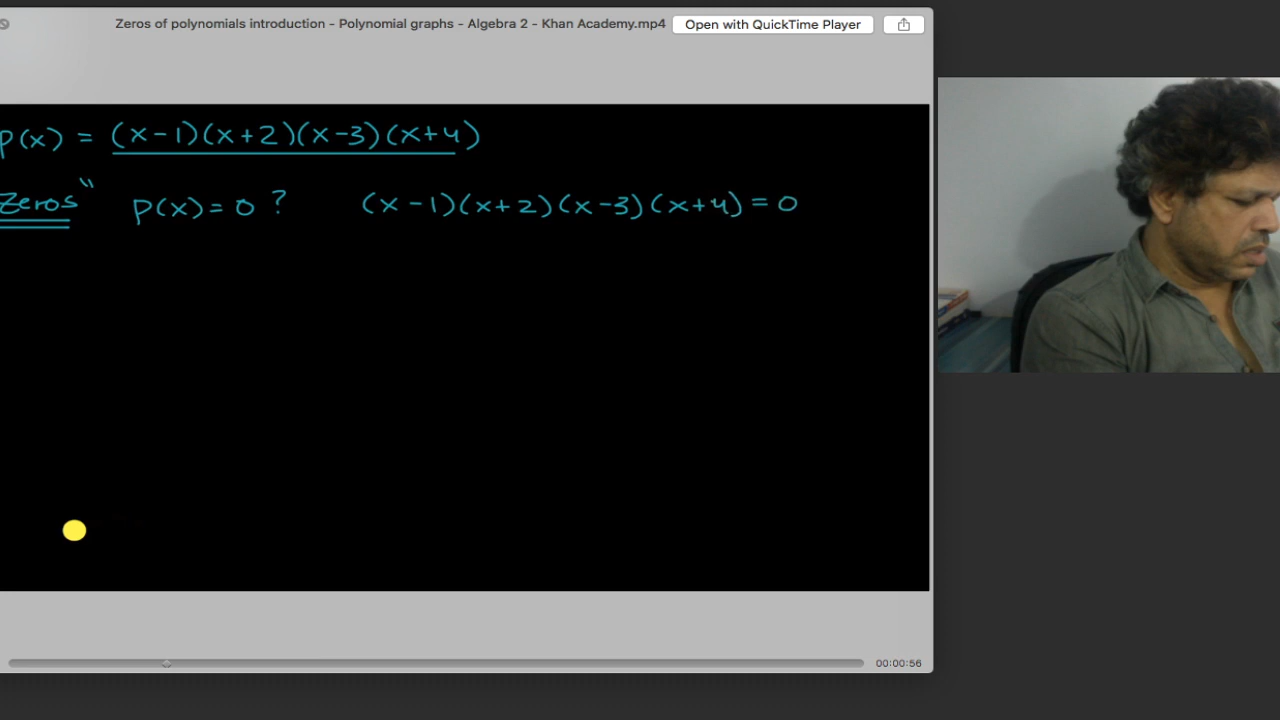 Zeros of polynomials introduction - Polynomial graphs - Algebra 2 - Khan Academy.mp4
Open with QuickTime Player
p(x) = (x-1)(x+2)(x-3)(x+4)
Zeros" p(x)=0 ? (x-1)(x+2)(x-3)(x+4)=0
00:00:56